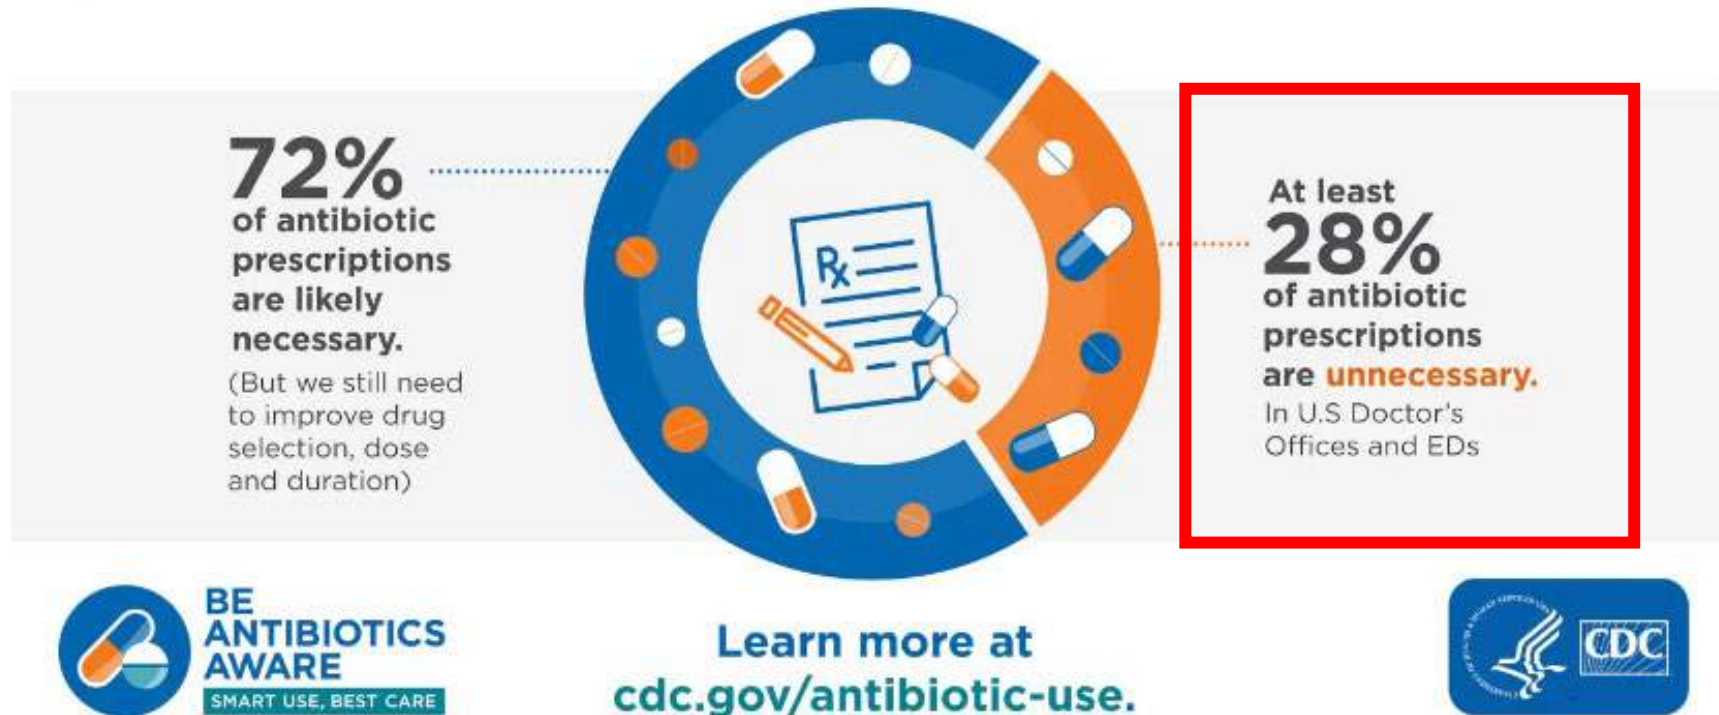 72%
of antibiotic
prescriptions
are likely
necessary.
(But we still need
to improve drug
selection, dose
and duration)
Rx
At least
28%
of antibiotic
prescriptions
are unnecessary.
In U.S Doctor's
Offices and EDs
BE
ANTIBIOTICS
AWARE
SMART USE, BEST CARE
Learn more at
cdc.gov/antibiotic-use.
CDC